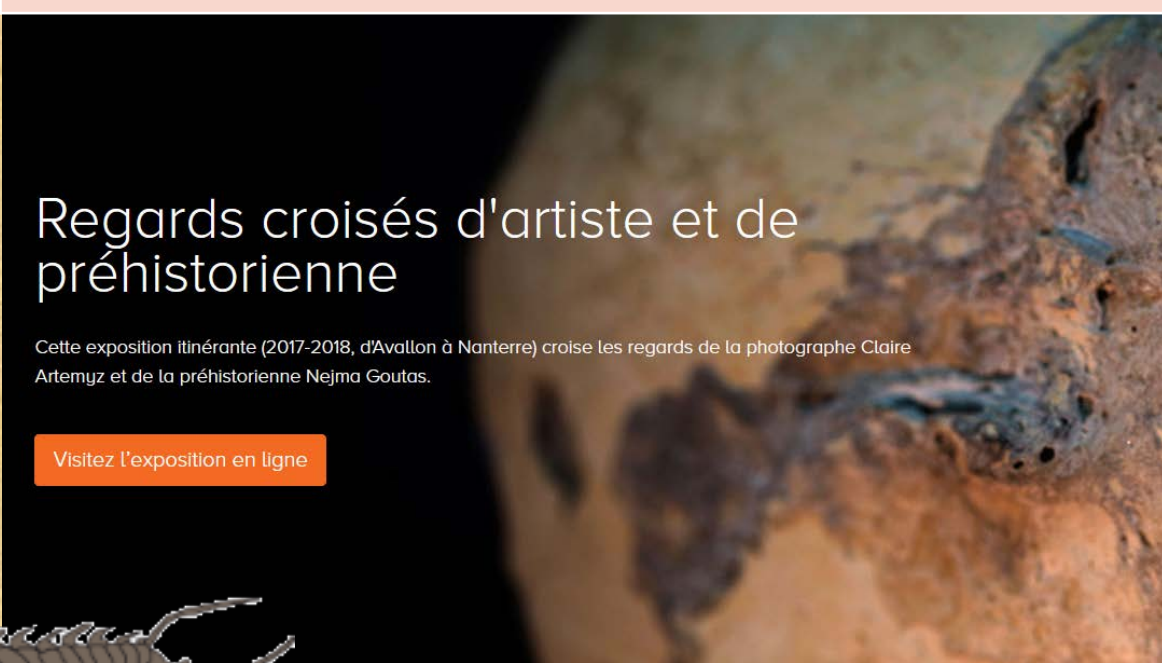 Regards croisés d'artiste et de
préhistorienne
Cette exposition itinérante (2017-2018, d'Avallon à Nanterre) croise les regards de la photographe Claire
Artemyz et de la préhistorienne Nejma Goutas.
Visitez l’exposition en ligne